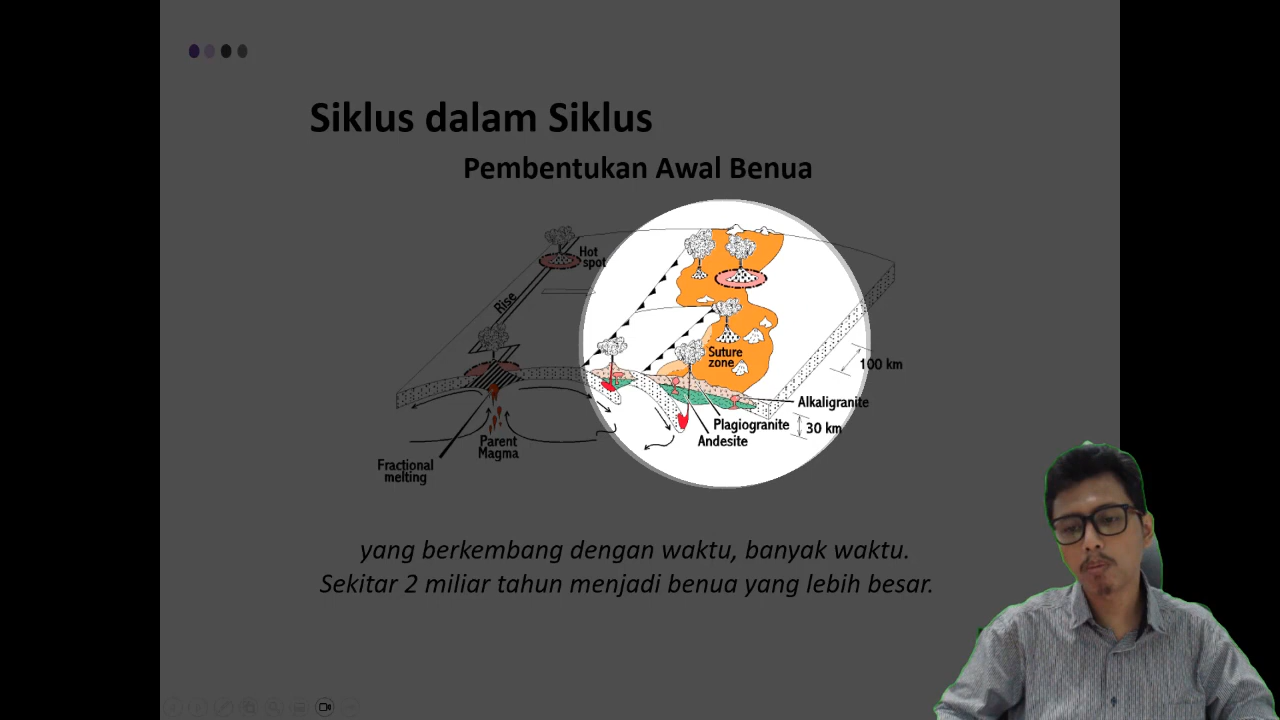 Siklus dalam Siklus
Pembentukan Awal Benua
Hot
spot
Rise
Suture
zone
100 km
Alkaligranite
Plagiogranite
30 km
Andesite
Parent
Magma
Fractional
melting
yang berkembang dengan waktu, banyak waktu.
Sekitar 2 miliar tahun menjadi benua yang lebih besar.